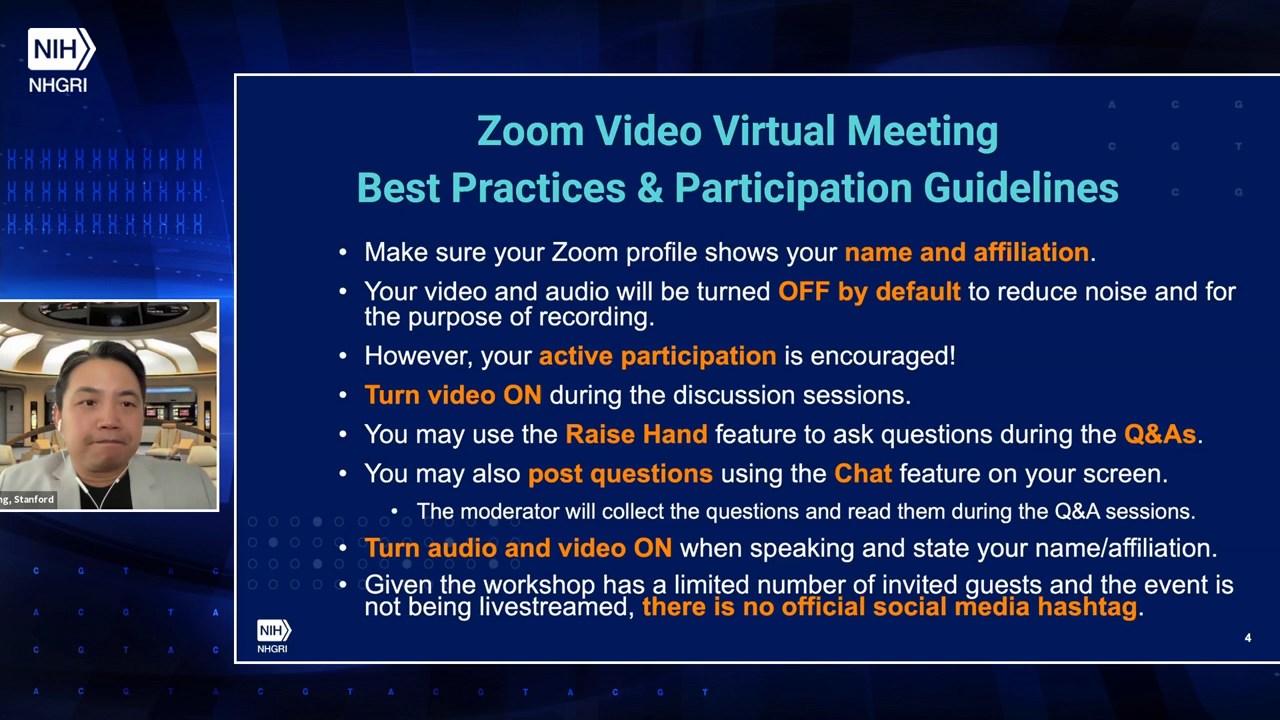 NIH
NHGRI
Zoom Video Virtual Meeting
Best Practices & Participation Guidelines
A C G
C G T
C G
• Make sure your Zoom profile shows your name and affiliation.
• Your video and audio will be turned OFF by default to reduce noise and for
the purpose of recording.
• However, your active participation is encouraged!
• Turn video ON during the discussion sessions.
• You may use the Raise Hand feature to ask questions during the Q&As.
• You may also post questions using the Chat feature on your screen.
• The moderator will collect the questions and read them during the Q&A sessions.
• Turn audio and video ON when speaking and state your name/affiliation.
• Given the workshop has a limited number of invited guests and the event is
not being livestreamed, there is no official social media hashtag.
NIH
NHGRI
4
ng, Stanford
C G T A C
A C G T A
C G T A C
A C G T A C G T A C G T A C G T